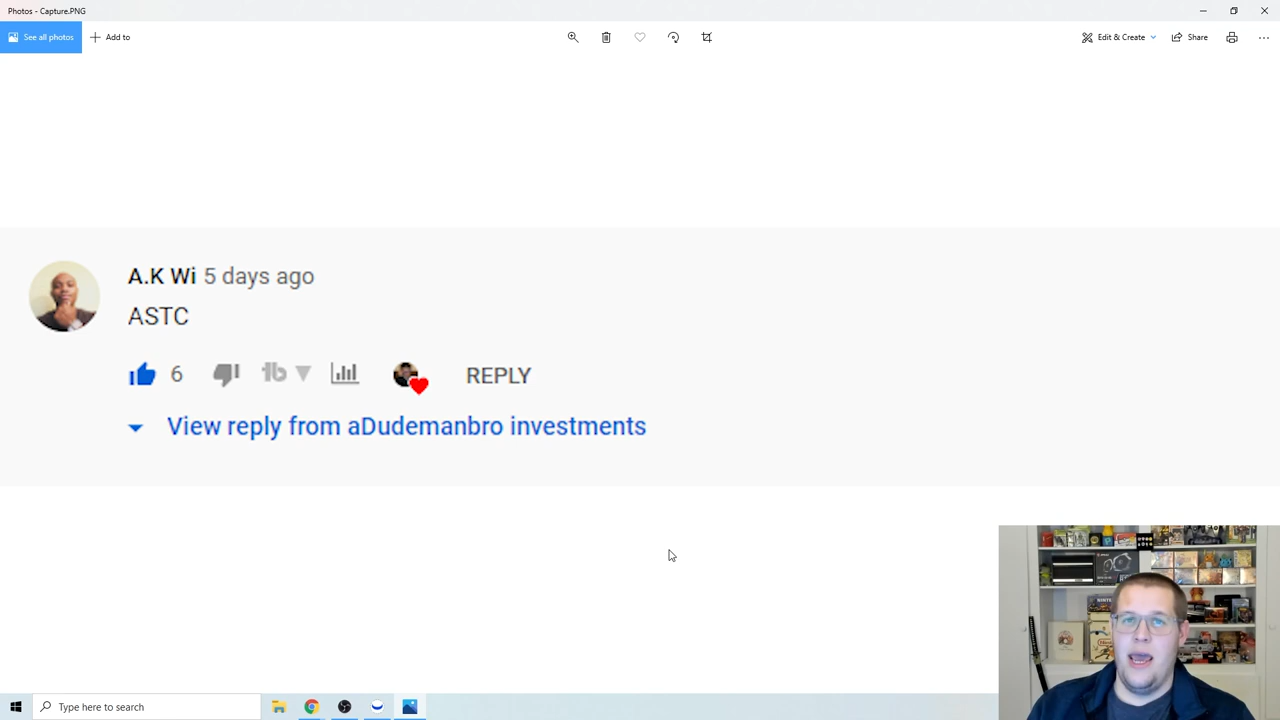 Photos - Capture.PNG
See all photos
Add to
Edit & Create
Share
A.K Wi 5 days ago
ASTC
6
REPLY
View reply from aDudemanbro investments
Type here to search